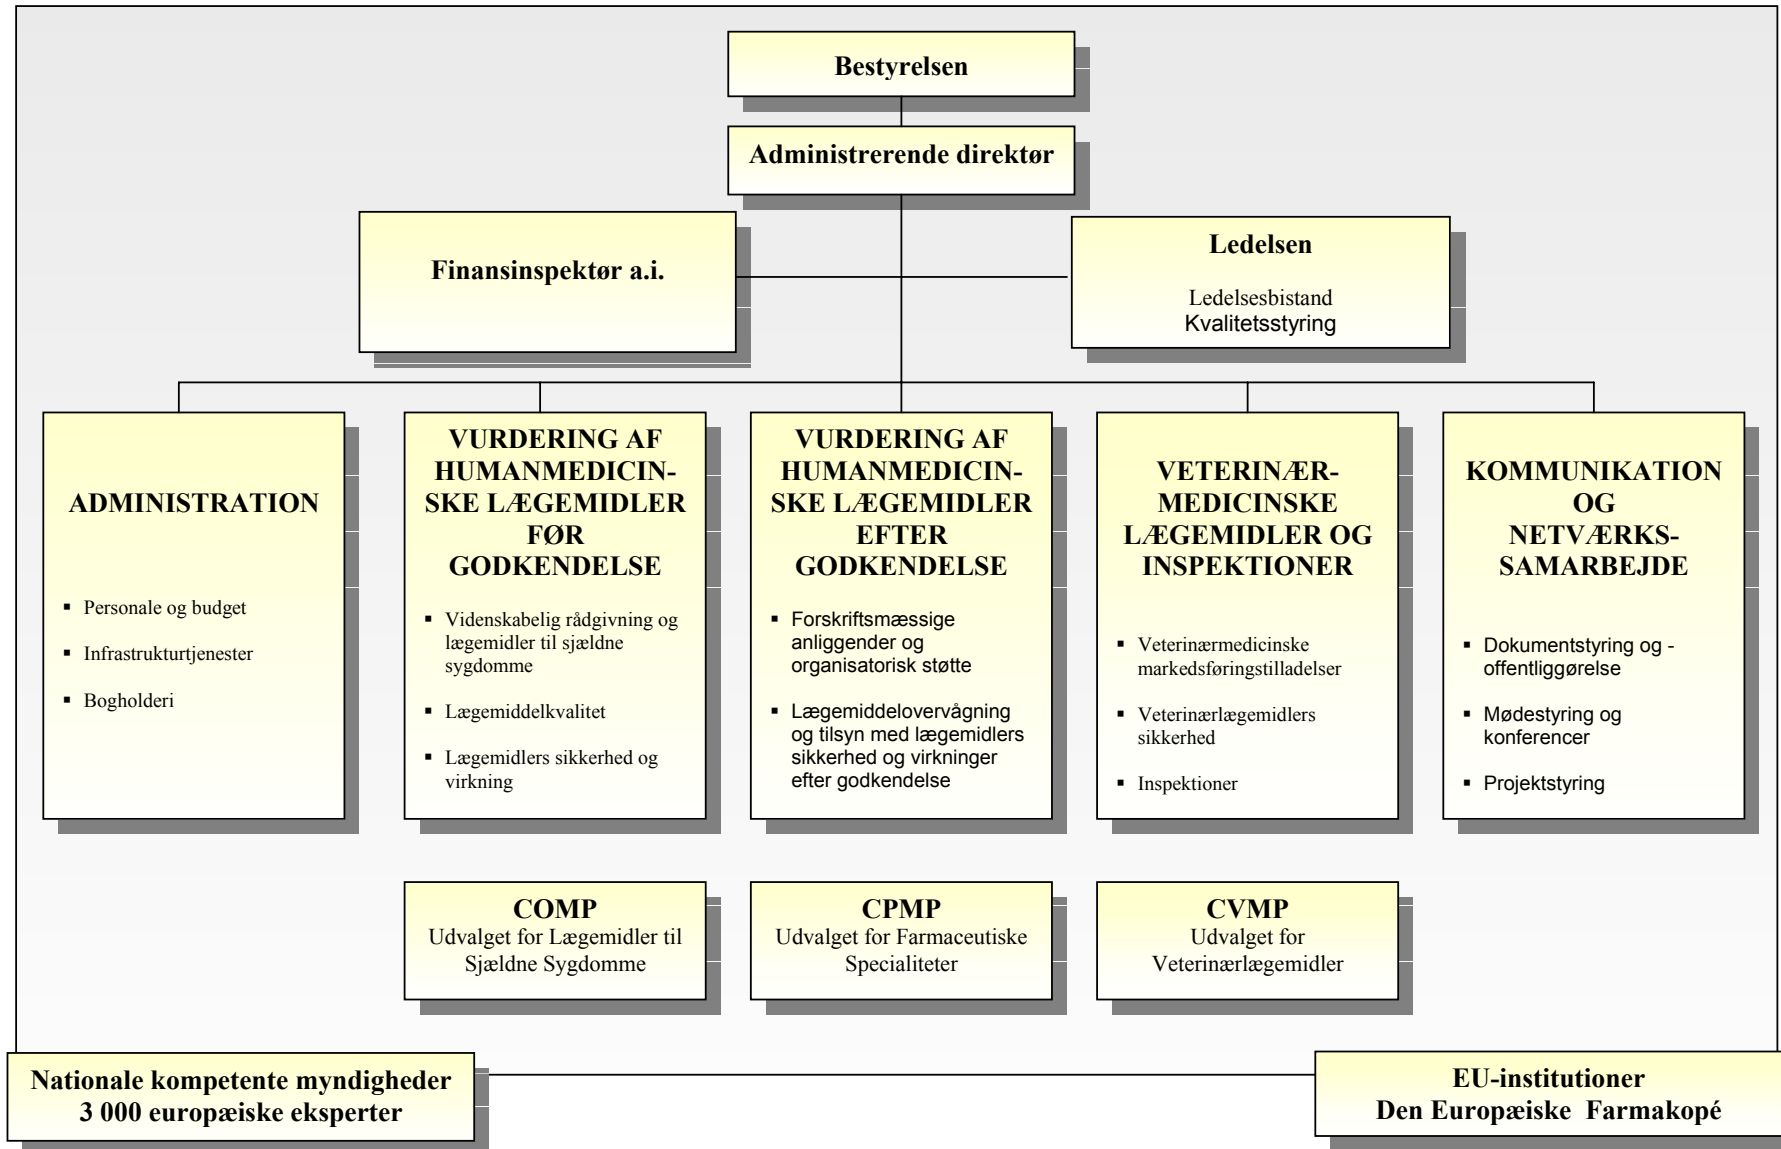 Bestyrelsen
Administrerende direktør
Finansinspektør a.i.
Ledelsen
Ledelsesbistand
Kvalitetsstyring
ADMINISTRATION
▪ Personale og budget
▪ Infrastrukturtjenester
▪ Bogholderi
VURDERING AF
HUMANMEDICIN-
SKE LÆGEMIDLER
FØR
GODKENDELSE
▪ Videnskabelig rådgivning og
lægemidler til sjældne
sygdomme
▪ Lægemiddelkvalitet
▪ Lægemidlers sikkerhed og
virkning
VURDERING AF
HUMANMEDICIN-
SKE LÆGEMIDLER
EFTER
GODKENDELSE
▪ Forskriftsmæssige
anliggender og
organisatorisk støtte
▪ Lægemiddelovervågning
og tilsyn med lægemidlers
sikkerhed og virkninger
efter godkendelse
VETERINÆR-
MEDICINSKE
LÆGEMIDLER OG
INSPEKTIONER
▪ Veterinærmedicinske
markedsføringstilladelser
▪ Veterinærlægemidlers
sikkerhed
▪ Inspektioner
KOMMUNIKATION
OG
NETVÆRKS-
SAMARBEJDE
▪ Dokumentstyring og -
offentliggørelse
▪ Mødestyring og
konferencer
▪ Projektstyring
COMP
Udvalget for Lægemidler til
Sjældne Sygdomme
CPMP
Udvalget for Farmaceutiske
Specialiteter
CVMP
Udvalget for
Veterinærlægemidler
Nationale kompetente myndigheder
3 000 europæiske eksperter
EU-institutioner
Den Europæiske Farmakopé